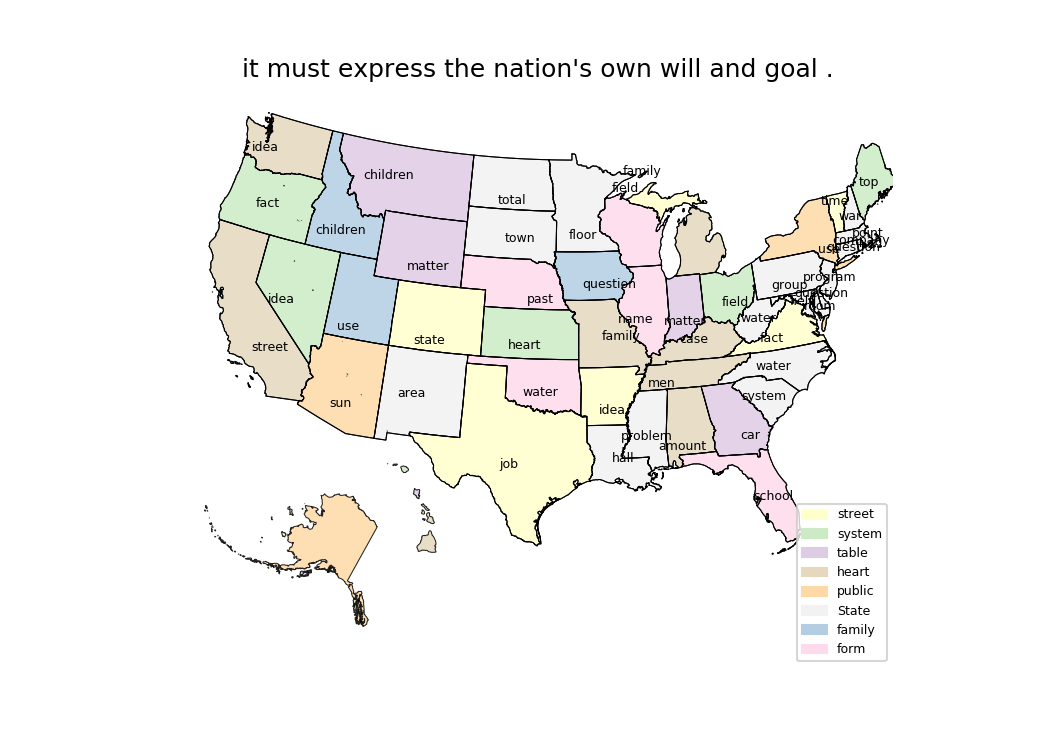 it must express the nation's own will and goal .
idea
family
children
field
top
fact
total
time
war
children
floor
town
point
company
use
question
matter
program
group
question
question
idea
past
field
room
name
water
use
matter
street
state
heart
family
case
fact
water
men
area
water
system
sun
idea
car
problem
amount
hall
job
school
street
system
table
heart
public
State
family
form